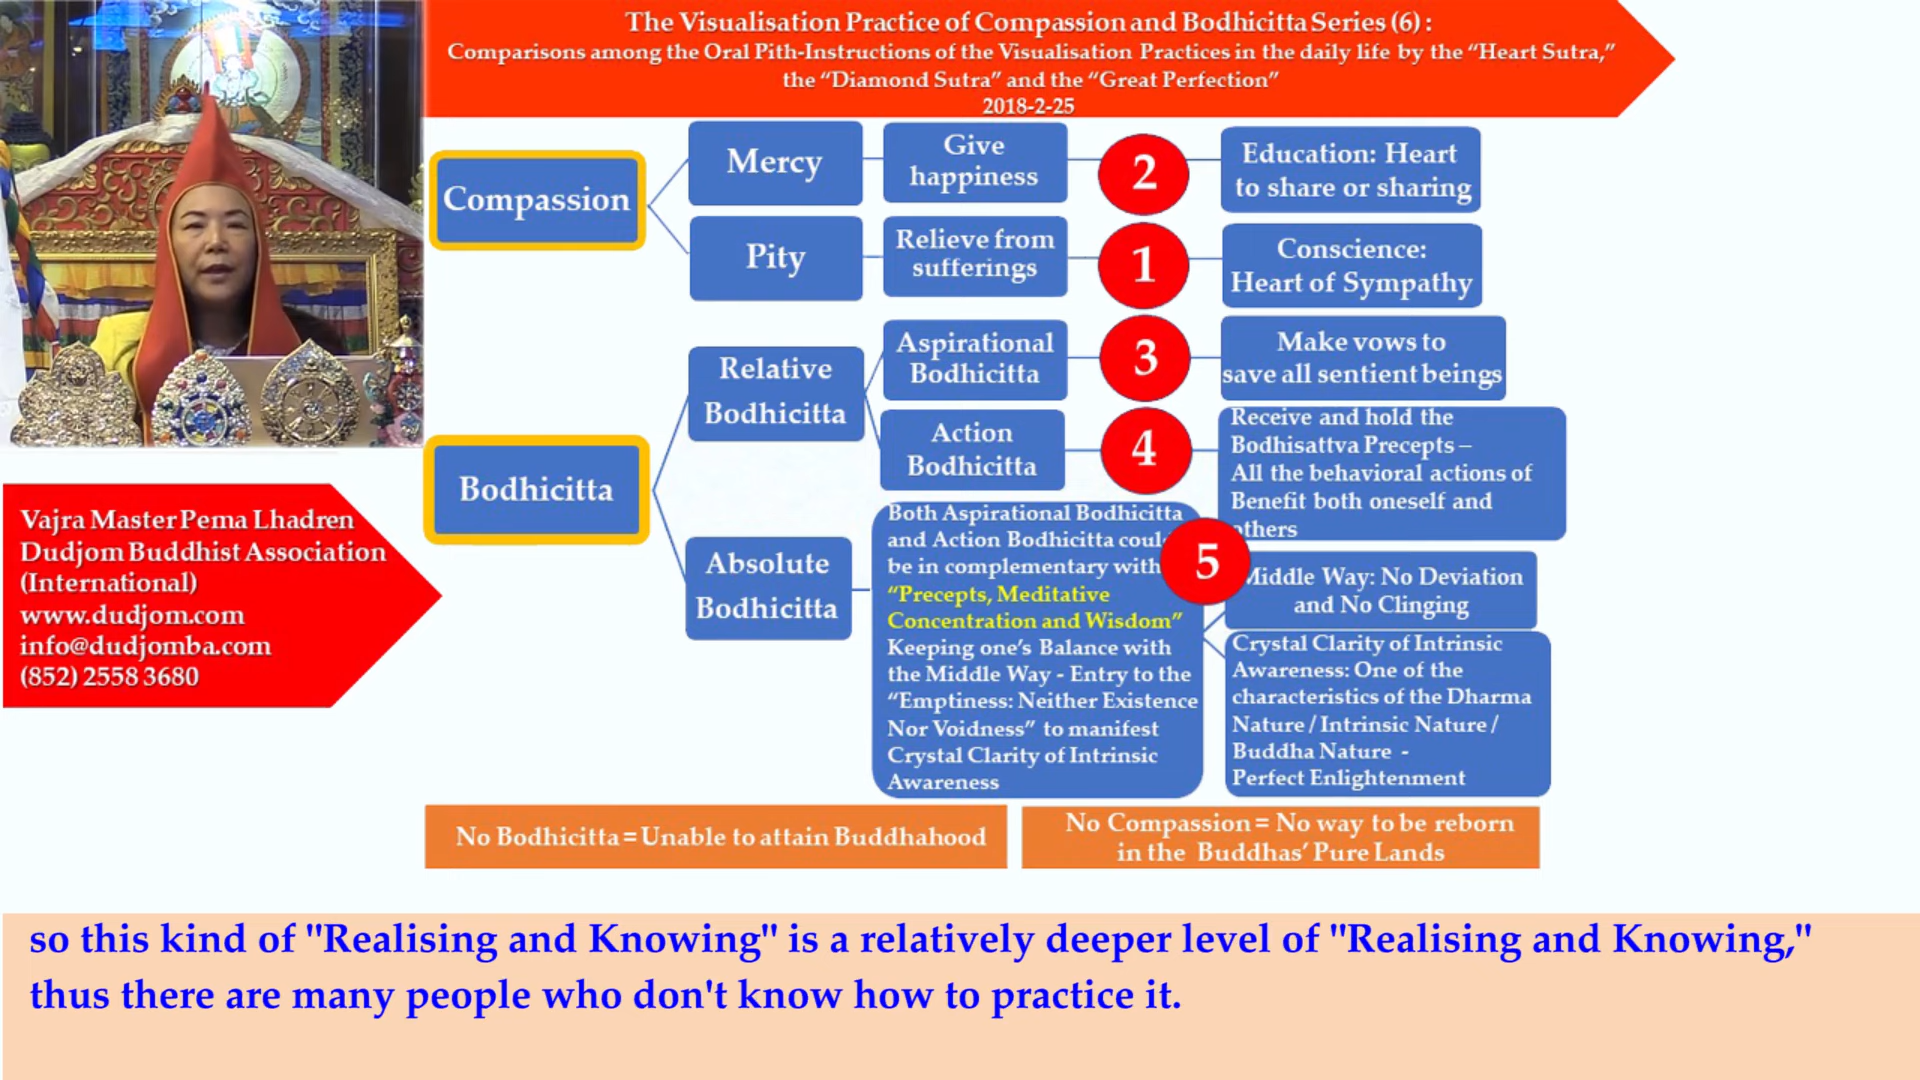 The Visualisation Practice of Compassion and Bodhicitta Series (6) :
Comparisons among the Oral Pith-Instructions of the Visualisation Practices in the daily life by the “Heart Sutra,”
the “Diamond Sutra” and the “Great Perfection”
2018-2-25
Compassion
Mercy
Give
happiness
2
Education: Heart
to share or sharing
Pity
Relieve from
sufferings
1
Conscience:
Heart of Sympathy
Bodhicitta
Relative
Bodhicitta
Aspirational
Bodhicitta
3
Make vows to
save all sentient beings
Action
Bodhicitta
4
Receive and hold the
Bodhisattva Precepts –
All the behavioral actions of
Benefit both oneself and
others
Absolute
Bodhicitta
Both Aspirational Bodhicitta
and Action Bodhicitta could
be in complementary with
“Precepts, Meditative
Concentration and Wisdom”
Keeping one’s Balance with
the Middle Way - Entry to the
“Emptiness: Neither Existence
Nor Voidness” to manifest
Crystal Clarity of Intrinsic
Awareness
5
Middle Way: No Deviation
and No Clinging
Crystal Clarity of Intrinsic
Awareness: One of the
characteristics of the Dharma
Nature / Intrinsic Nature /
Buddha Nature -
Perfect Enlightenment
Vajra Master Pema Lhadren
Dudjom Buddhist Association
(International)
www.dudjom.com
info@dudjomba.com
(852) 2558 3680
No Bodhicitta = Unable to attain Buddhahood
No Compassion = No way to be reborn
in the Buddhas’ Pure Lands
so this kind of "Realising and Knowing" is a relatively deeper level of "Realising and Knowing,"
thus there are many people who don't know how to practice it.